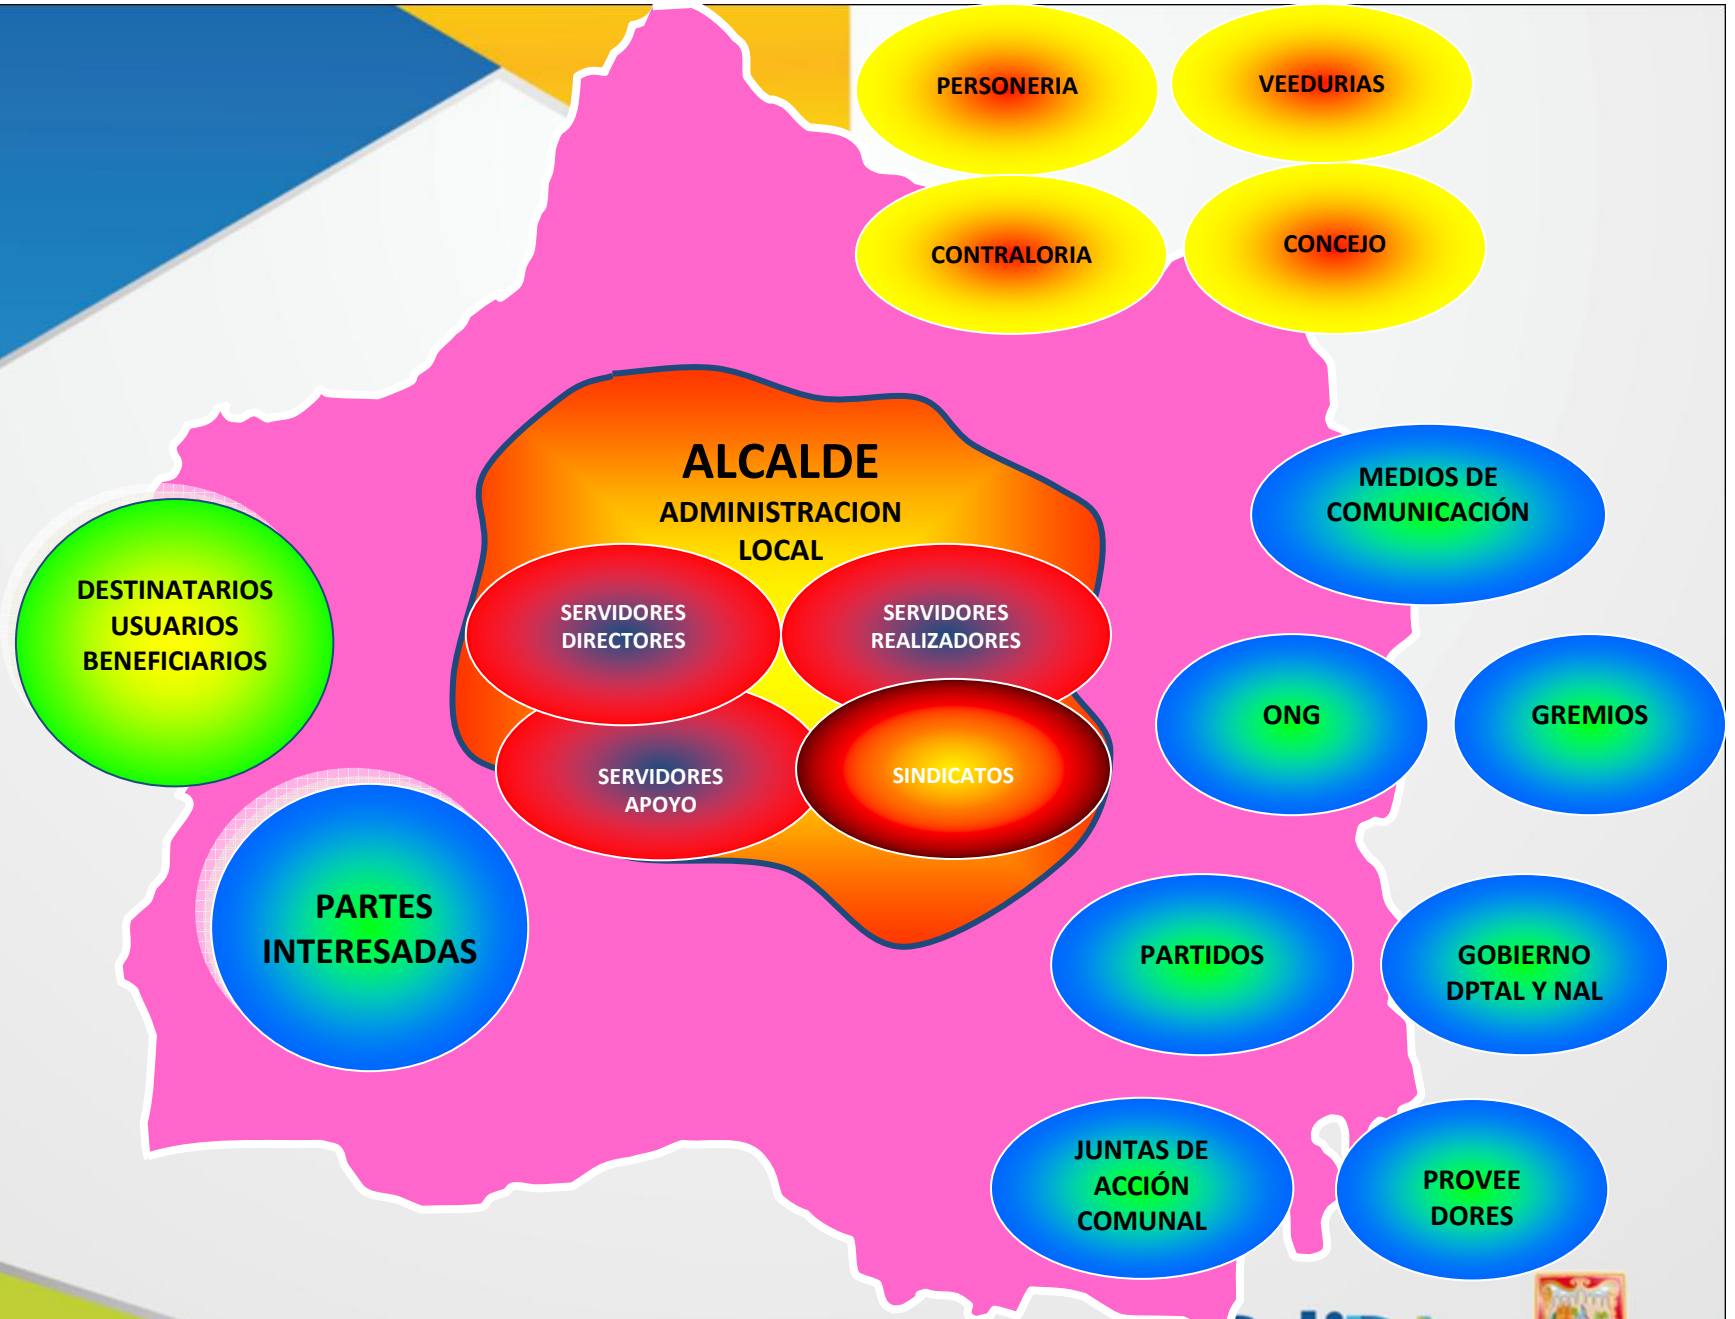 PERSONERIA
VEEDURIAS
CONTRALORIA
CONCEJO
ALCALDE
ADMINISTRACION
LOCAL
SERVIDORES
DIRECTORES
SERVIDORES
REALIZADORES
SERVIDORES
APOYO
SINDICATOS
DESTINATARIOS
USUARIOS
BENEFICIARIOS
PARTES
INTERESADAS
MEDIOS DE
COMUNICACIÓN
ONG
GREMIOS
PARTIDOS
GOBIERNO
DPTAL Y NAL
JUNTAS DE
ACCIÓN
COMUNAL
PROVEE
DORES